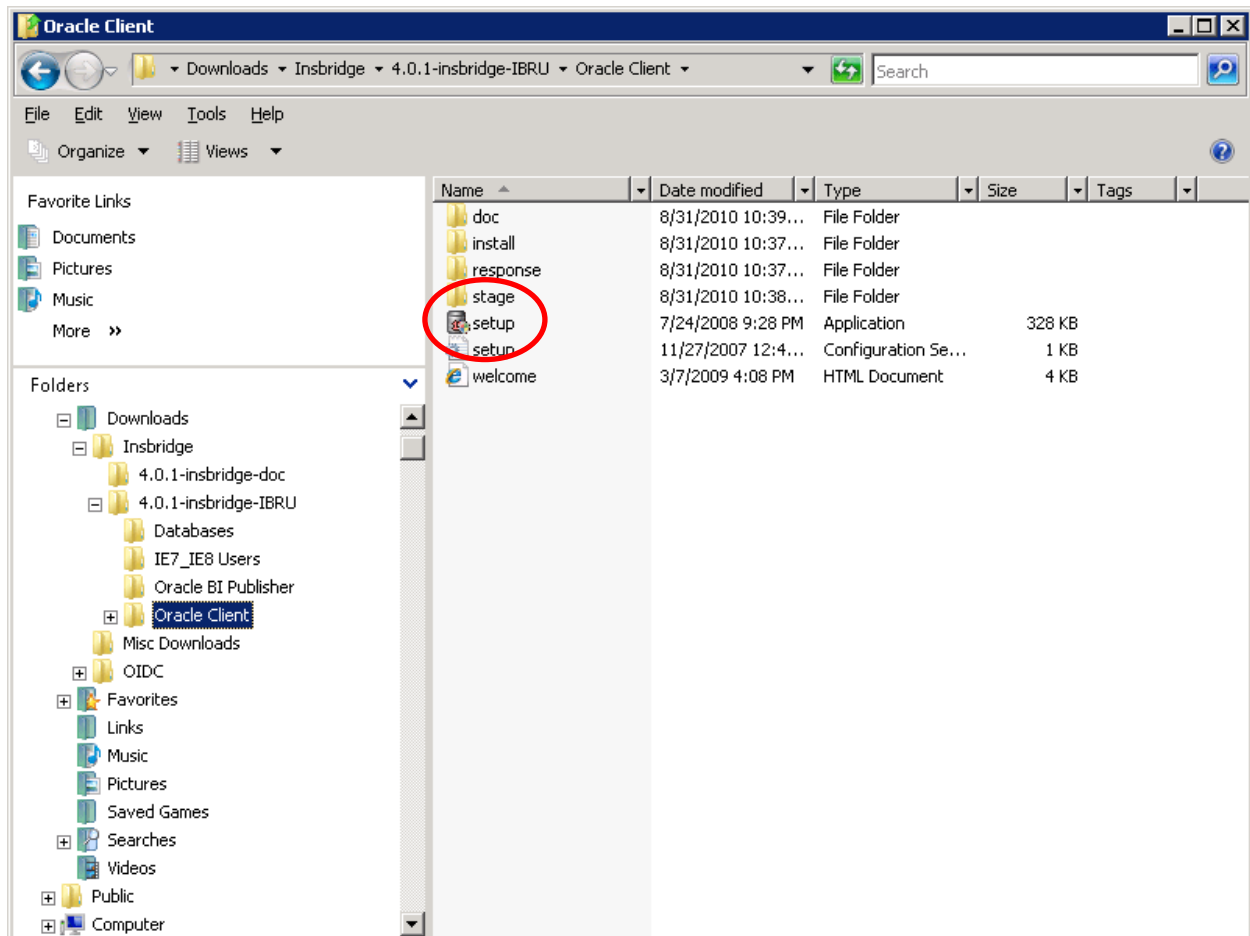 Oracle Client
Downloads Insbridge 4.0.1-insbridge-IBRU Oracle Client Search
File Edit View Tools Help
Organize Views
Favorite Links
Documents
Pictures
Music
More »
Folders
Downloads
Insbridge
4.0.1-insbridge-doc
4.0.1-insbridge-IBRU
Databases
IE7_IE8 Users
Oracle BI Publisher
Oracle Client
Misc Downloads
OIDC
Favorites
Links
Music
Pictures
Saved Games
Searches
Videos
Public
Computer
Name Date modified Type Size Tags
doc 8/31/2010 10:39... File Folder
install 8/31/2010 10:37... File Folder
response 8/31/2010 10:37... File Folder
stage 8/31/2010 10:38... File Folder
setup 7/24/2008 9:28 PM Application 328 KB
setup 11/27/2007 12:4... Configuration Se... 1 KB
welcome 3/7/2009 4:08 PM HTML Document 4 KB